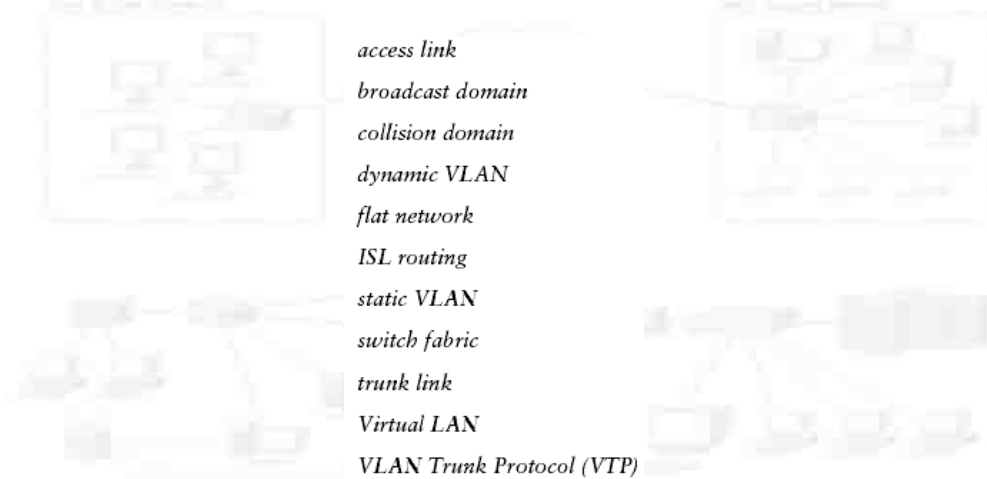 access link
broadcast domain
collision domain
dynamic VLAN
flat network
ISL routing
static VLAN
switch fabric
trunk link
Virtual LAN
VLAN Trunk Protocol (VTP)